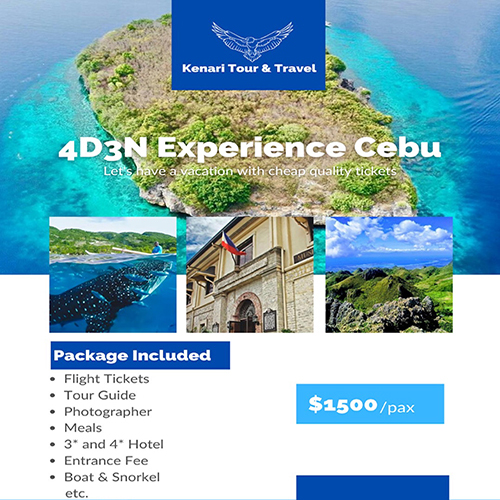 Kenari Tour & Travel
4D3N Experience Cebu
Let's have a vacation with cheap quality tickets
Package Included
• Flight Tickets
• Tour Guide
• Photographer
• Meals
• 3* and 4* Hotel
• Entrance Fee
• Boat & Snorkel
etc.
$1500/pax